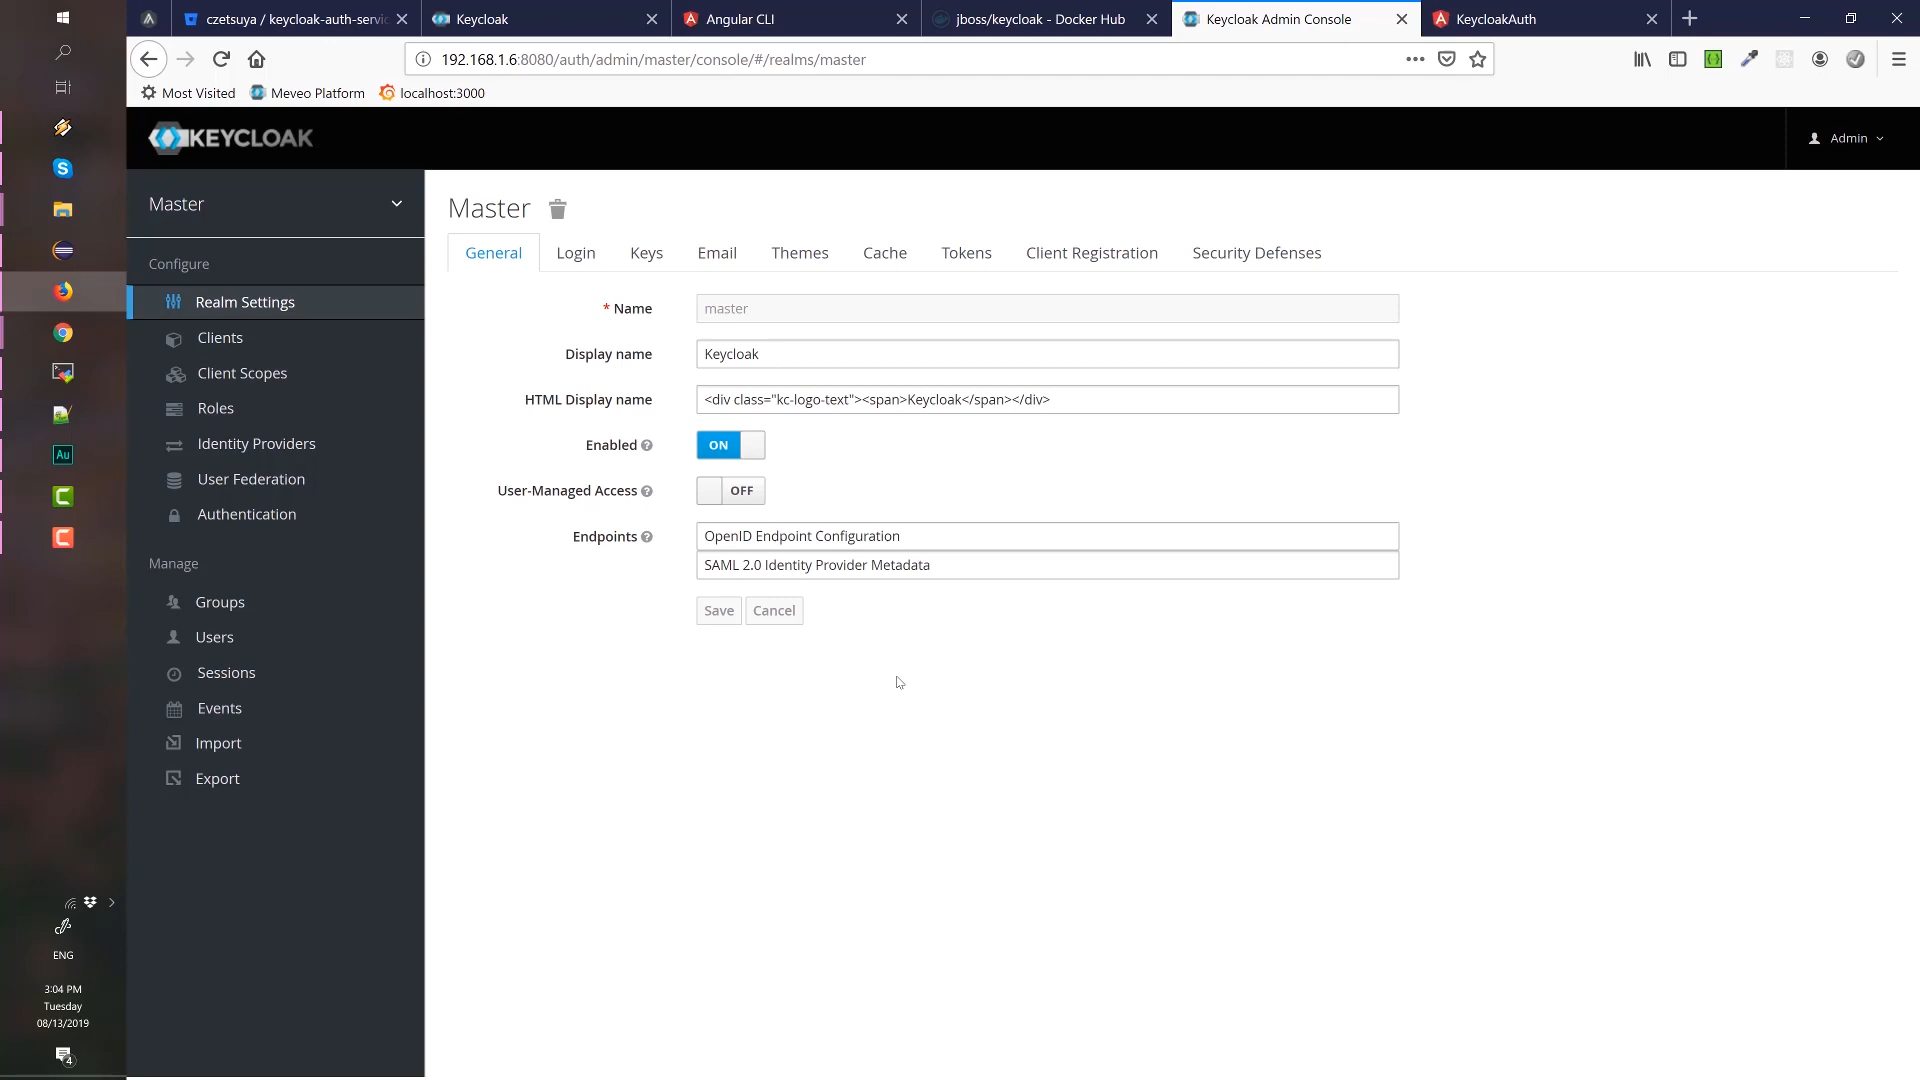 czetsuya / keycloak-auth-servic
Keycloak
Angular CLI
jboss/keycloak - Docker Hub
Keycloak Admin Console
KeycloakAuth
192.168.1.6:8080/auth/admin/master/console/#/realms/master
Most Visited
Meveo Platform
localhost:3000
KEYCLOAK
Admin
Master
Configure
Realm Settings
Clients
Client Scopes
Roles
Identity Providers
User Federation
Authentication
Manage
Groups
Users
Sessions
Events
Import
Export
Master
General Login Keys Email Themes Cache Tokens Client Registration Security Defenses
* Name master
Display name Keycloak
HTML Display name <div class="kc-logo-text"><span>Keycloak</span></div>
Enabled ON
User-Managed Access OFF
Endpoints OpenID Endpoint Configuration
SAML 2.0 Identity Provider Metadata
Save Cancel
S
Au
C
C
ENG
3:04 PM
Tuesday
08/13/2019
4